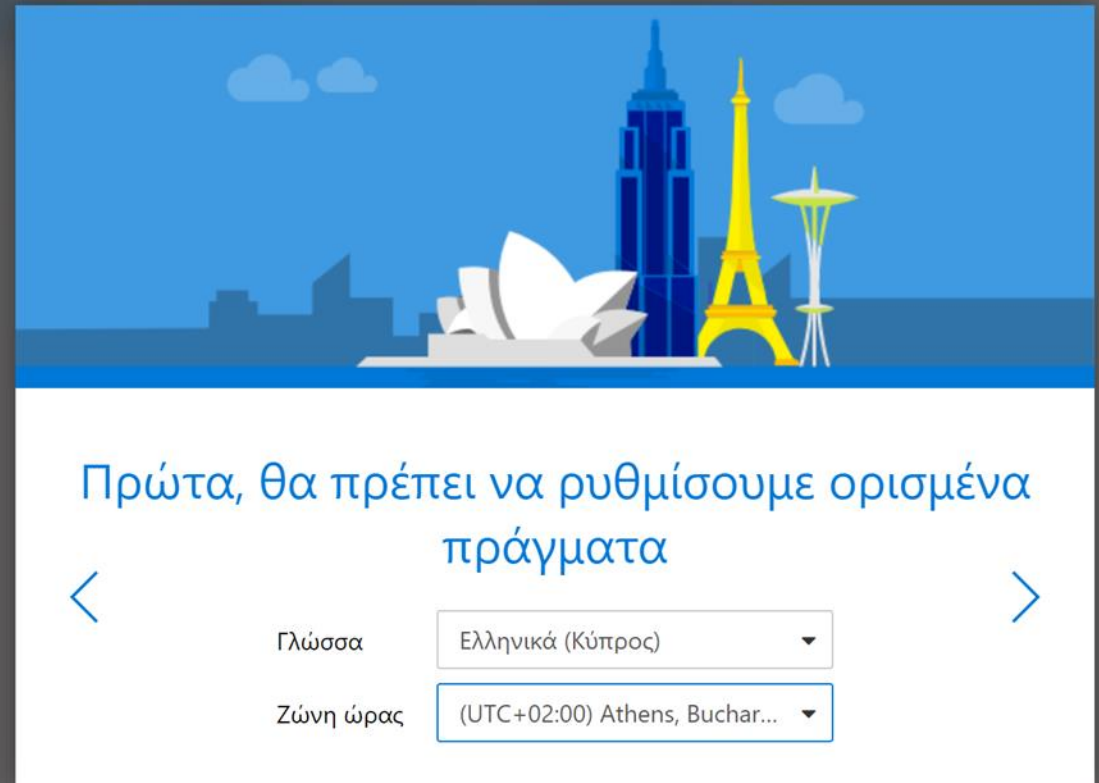 Πρώτα, θα πρέπει να ρυθμίσουμε ορισμένα
πράγματα
Γλώσσα Ελληνικά (Κύπρος)
Ζώνη ώρας (UTC+02:00) Athens, Buchar...